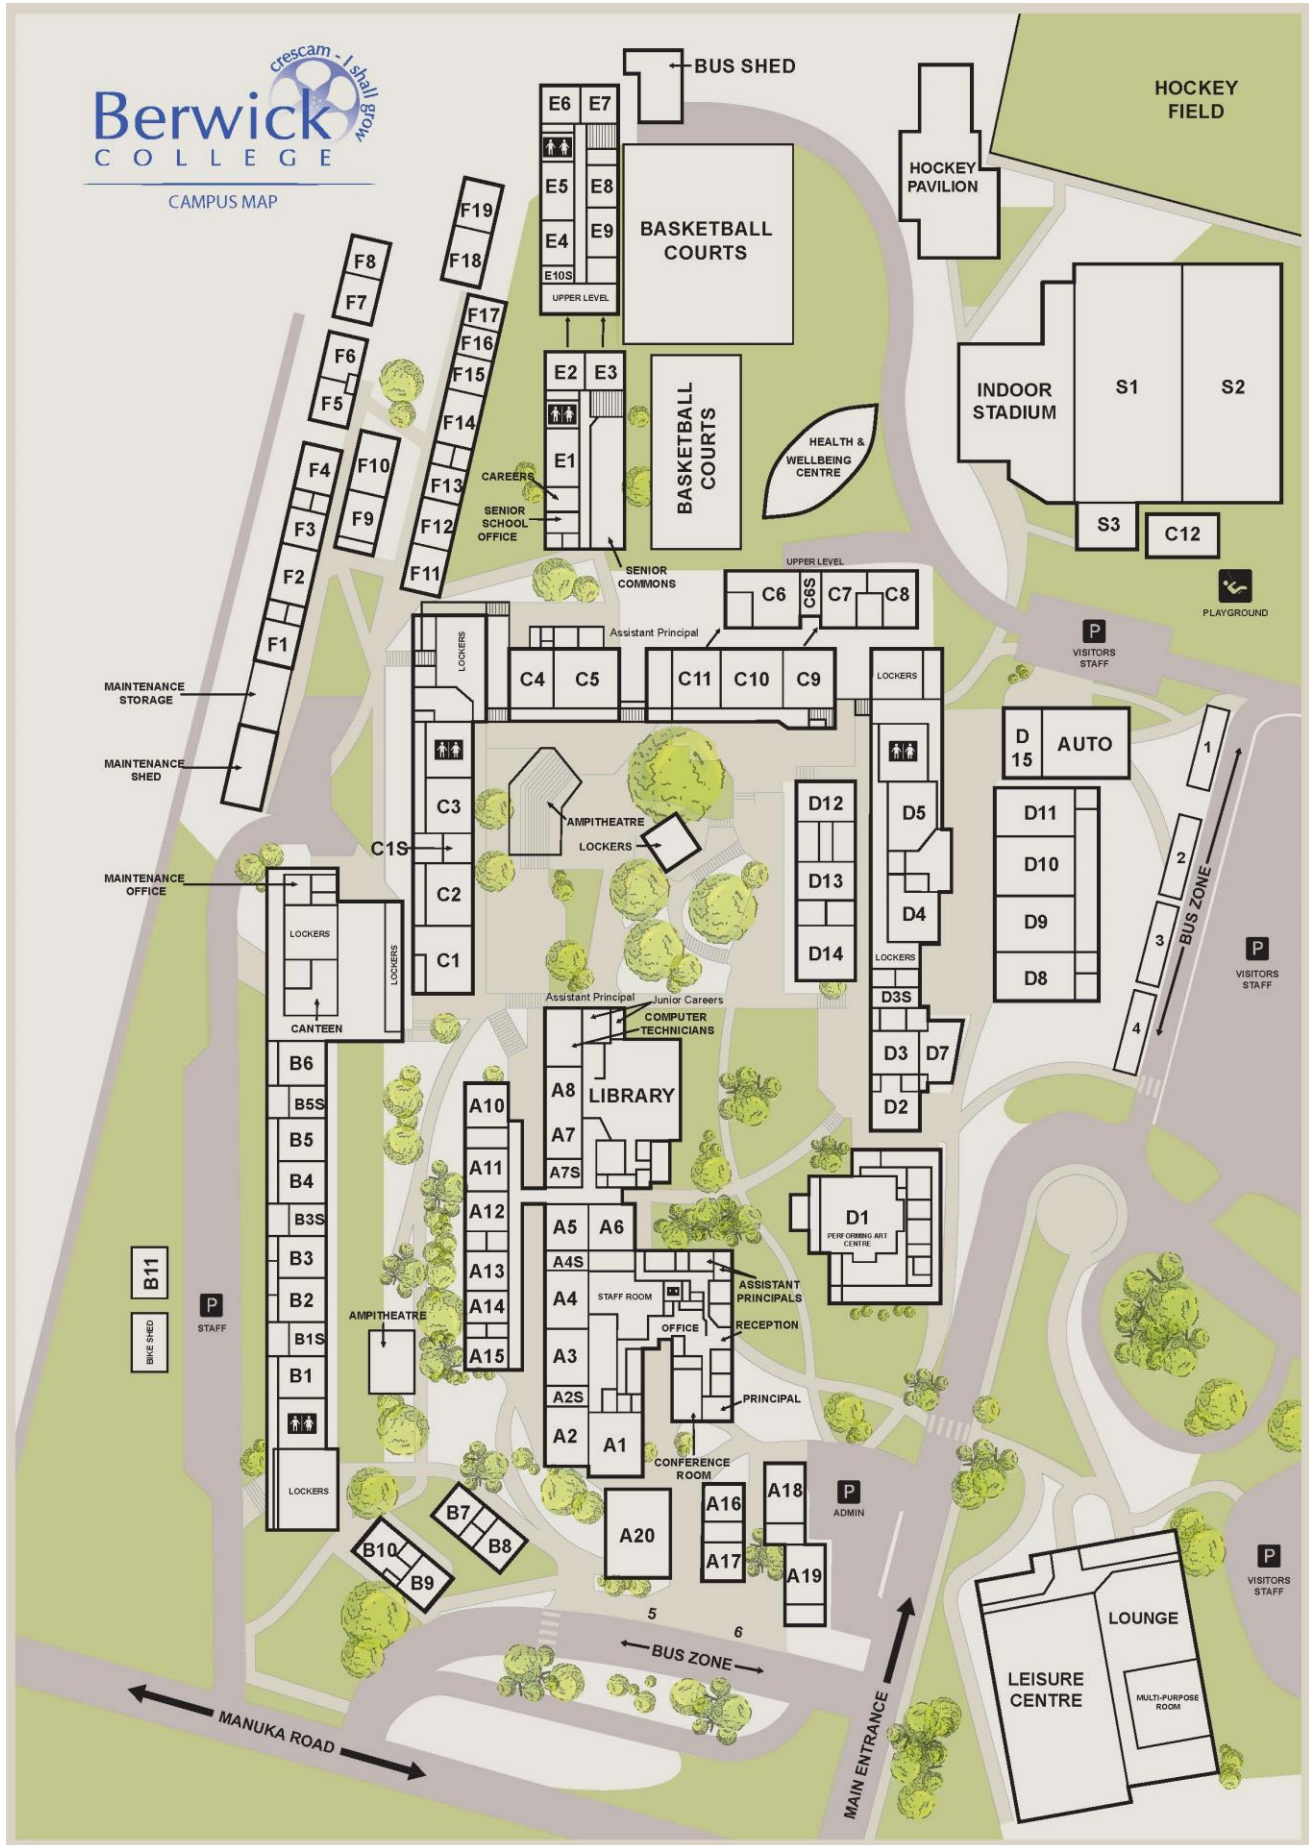 crescam - I shall grow
Berwick
COLLEGE
CAMPUS MAP
BUS SHED
HOCKEY
FIELD
HOCKEY
PAVILION
E6
E7
E5
E8
E4
E9
E10S
UPPER LEVEL
BASKETBALL
COURTS
F19
F18
F8
F7
F17
F16
F15
F6
F5
F14
F4
F10
F13
F3
F9
F12
F2
F11
F1
E2
E3
E1
CAREERS
SENIOR
SCHOOL
OFFICE
SENIOR
COMMONS
BASKETBALL
COURTS
HEALTH &
WELLBEING
CENTRE
INDOOR
STADIUM
S1
S2
S3
C12
PLAYGROUND
P
VISITORS
STAFF
UPPER LEVEL
C6
C6S
C7
C8
Assistant Principal
LOCKERS
C4
C5
C11
C10
C9
LOCKERS
MAINTENANCE
STORAGE
MAINTENANCE
SHED
C3
C1S
C2
C1
AMPITHEATRE
LOCKERS
D12
D13
D14
D5
D4
LOCKERS
D3S
D3
D7
D2
D
15
AUTO
D11
D10
D9
D8
1
2
3
4
BUS ZONE
P
VISITORS
STAFF
MAINTENANCE
OFFICE
LOCKERS
LOCKERS
CANTEEN
Assistant Principal
Junior Careers
COMPUTER
TECHNICIANS
LIBRARY
A8
A7
A7S
B6
B5S
B5
B4
B3S
B3
B2
B1S
B1
LOCKERS
B11
BIKE SHED
P
STAFF
AMPITHEATRE
A10
A11
A12
A13
A14
A15
A5
A6
A4S
A4
STAFF ROOM
ASSISTANT
PRINCIPALS
OFFICE
RECEPTION
A3
A2S
PRINCIPAL
A2
A1
CONFERENCE
ROOM
D1
PERFORMING ART
CENTRE
B7
B8
B10
B9
A20
A16
A17
A18
A19
P
ADMIN
P
VISITORS
STAFF
5
6
BUS ZONE
LOUNGE
LEISURE
CENTRE
MULTI-PURPOSE
ROOM
MANUKA ROAD
MAIN ENTRANCE